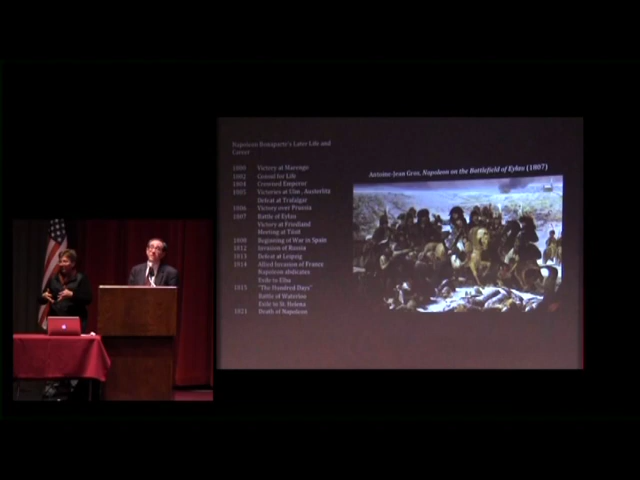 Napoleon Bonaparte's Later Life and
Career
1800 Victory at Marengo
1802 Consul for Life
1804 Crowned Emperor
1805 Victories at Ulm, Austerlitz
Defeat at Trafalgar
1806 Victory over Prussia
1807 Battle of Eylau
Victory at Friedland
Meeting at Tilsit
1808 Beginning of War in Spain
1812 Invasion of Russia
1813 Defeat at Leipzig
1814 Allied Invasion of France
Napoleon abdicates
Exile to Elba
1815 "The Hundred Days"
Battle of Waterloo
Exile to St. Helena
1821 Death of Napoleon
Antoine-Jean Gros, Napoleon on the Battlefield of Eylau (1807)